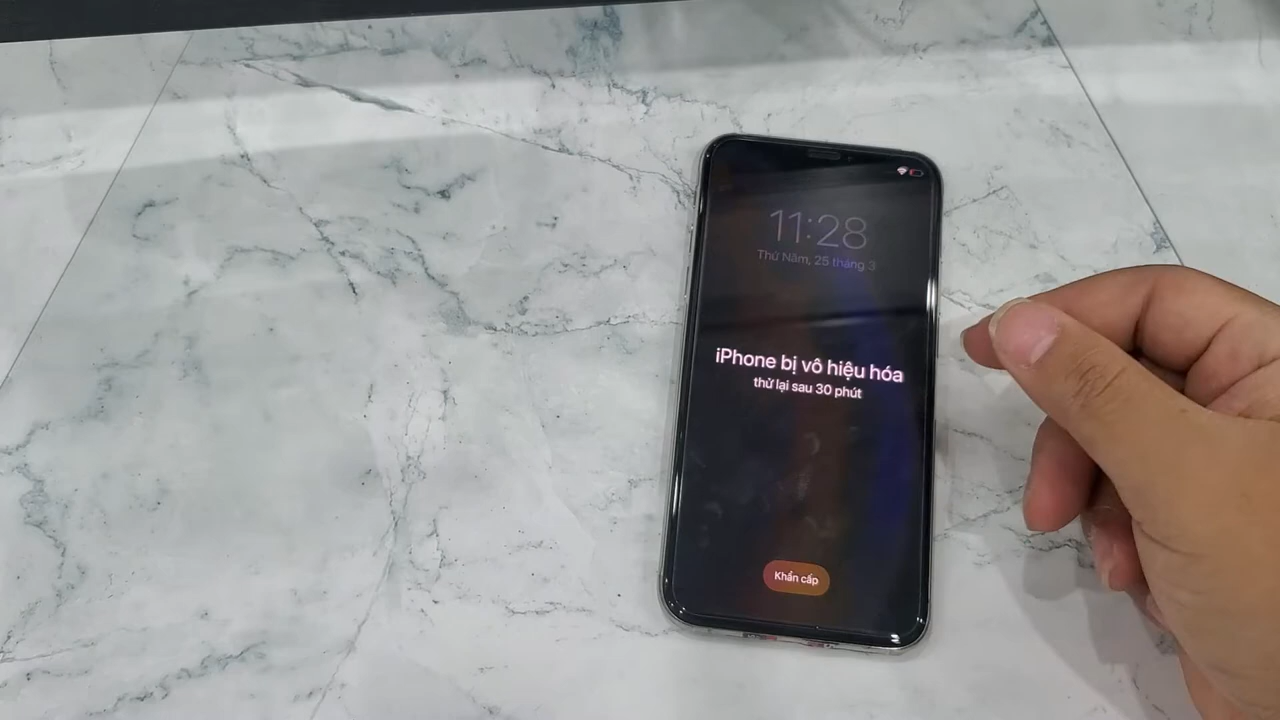 11:28
Thứ Năm, 25 tháng 3
iPhone bị vô hiệu hóa
thử lại sau 30 phút
Khẩn cấp